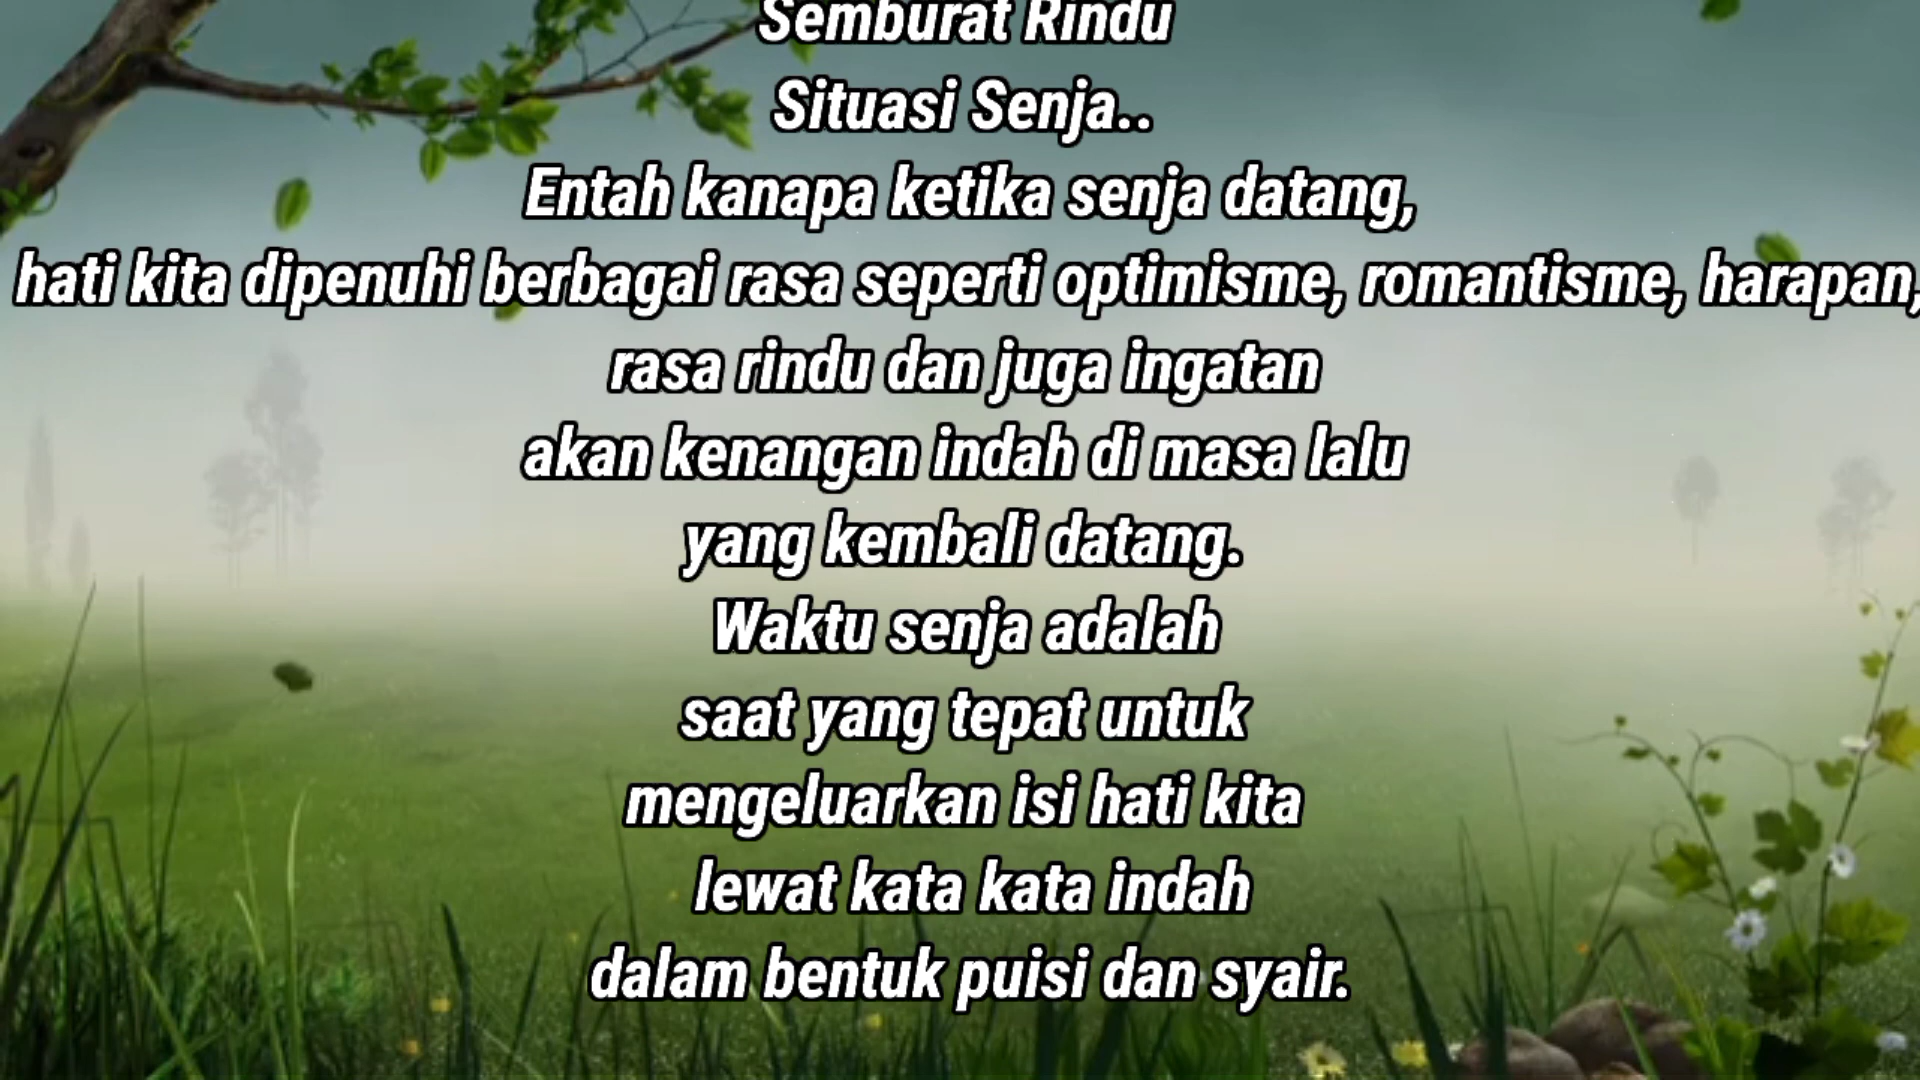 Semburat Rindu
Situasi Senja..
Entah kanapa ketika senja datang,
hati kita dipenuhi berbagai rasa seperti optimisme, romantisme, harapan,
rasa rindu dan juga ingatan
akan kenangan indah di masa lalu
yang kembali datang.
Waktu senja adalah
saat yang tepat untuk
mengeluarkan isi hati kita
lewat kata kata indah
dalam bentuk puisi dan syair.